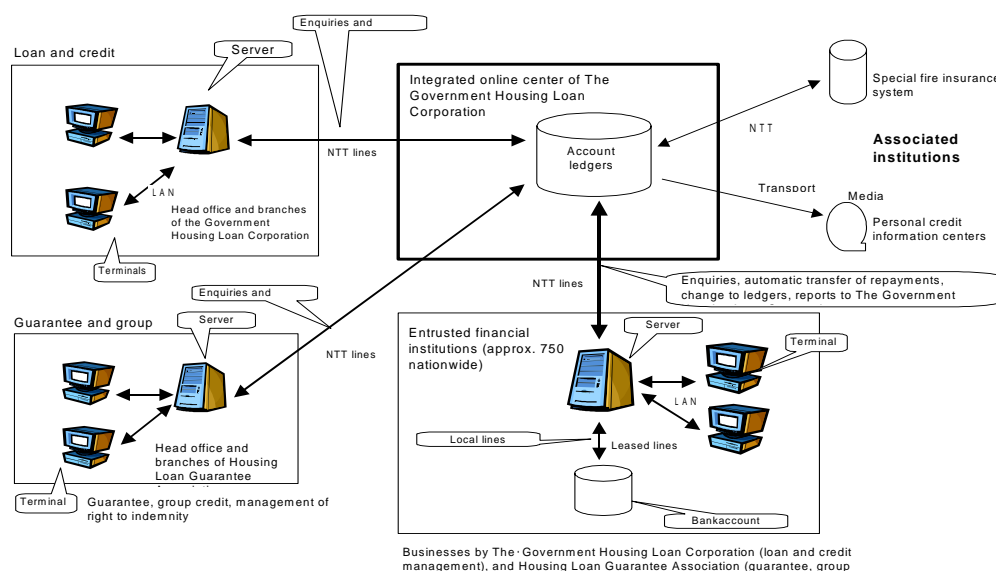 Enquiries and
Loan and credit
Server
Integrated online center of The
Government Housing Loan
Corporation
Special fire insurance
system
Account
ledgers
NTT
Associated
institutions
NTT lines
LAN
Head office and branches
of the Government
Housing Loan Corporation
Transport
Media
Personal credit
information centers
Terminals
Enquiries and
NTT lines
Enquiries, automatic transfer of repayments,
change to ledgers, reports to The Government
Guarantee and group
Server
NTT lines
Entrusted financial
institutions (approx. 750
nationwide)
Server
Terminal
LAN
Local lines
Leased lines
Head office and
branches of Housing
Loan Guarantee
Terminal
Guarantee, group credit, management of
right to indemnity
Bankaccount
Businesses by The·Government Housing Loan Corporation (loan and credit
management), and Housing Loan Guarantee Association (guarantee, group